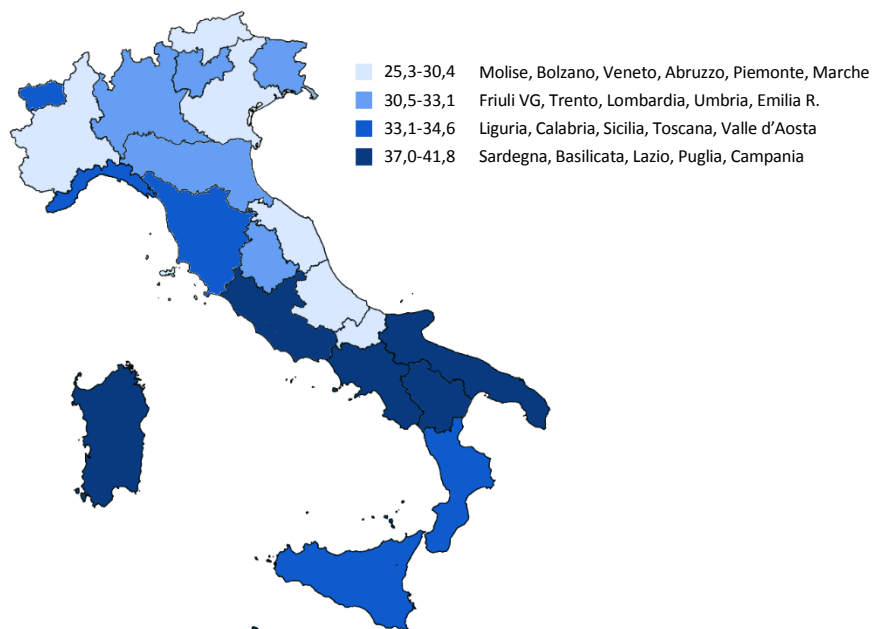 25,3-30,4 Molise, Bolzano, Veneto, Abruzzo, Piemonte, Marche
30,5-33,1 Friuli VG, Trento, Lombardia, Umbria, Emilia R.
33,1-34,6 Liguria, Calabria, Sicilia, Toscana, Valle d’Aosta
37,0-41,8 Sardegna, Basilicata, Lazio, Puglia, Campania